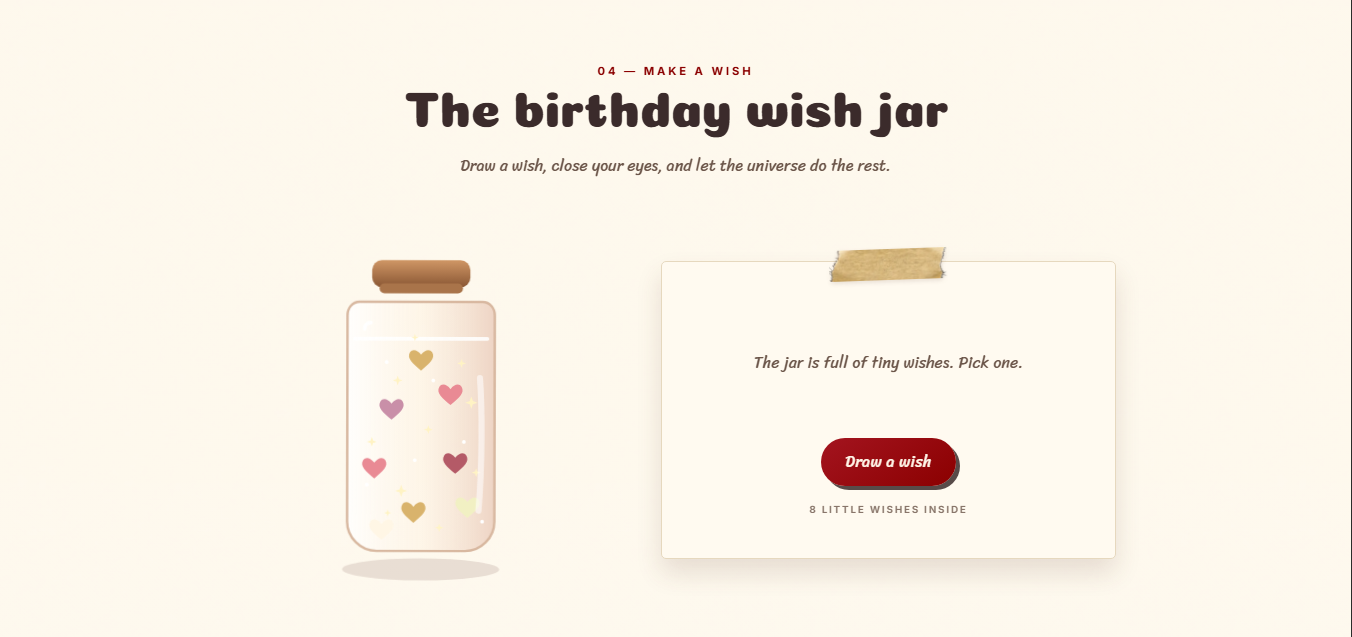 04 — MAKE A WISH
The birthday wish jar
Draw a wish, close your eyes, and let the universe do the rest.
The jar is full of tiny wishes. Pick one.
Draw a wish
8 LITTLE WISHES INSIDE